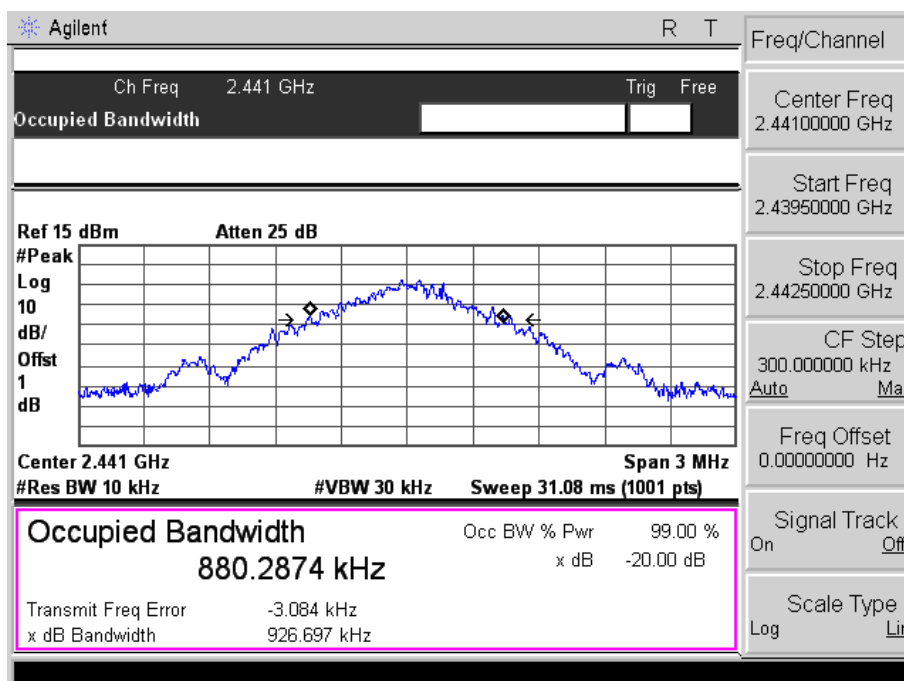 Agilent R T
Ch Freq 2.441 GHz Trig Free
Occupied Bandwidth
Ref 15 dBm Atten 25 dB
#Peak
Log
10
dB/
Offst
1
dB
Center 2.441 GHz Span 3 MHz
#Res BW 10 kHz #VBW 30 kHz Sweep 31.08 ms (1001 pts)
Occupied Bandwidth
880.2874 kHz
Occ BW % Pwr 99.00 %
x dB -20.00 dB
Transmit Freq Error -3.084 kHz
x dB Bandwidth 926.697 kHz
Freq/Channel
Center Freq
2.44100000 GHz
Start Freq
2.43950000 GHz
Stop Freq
2.44250000 GHz
CF Step
300.000000 kHz
Auto Ma
Freq Offset
0.00000000 Hz
Signal Track
On Off
Scale Type
Log Lin